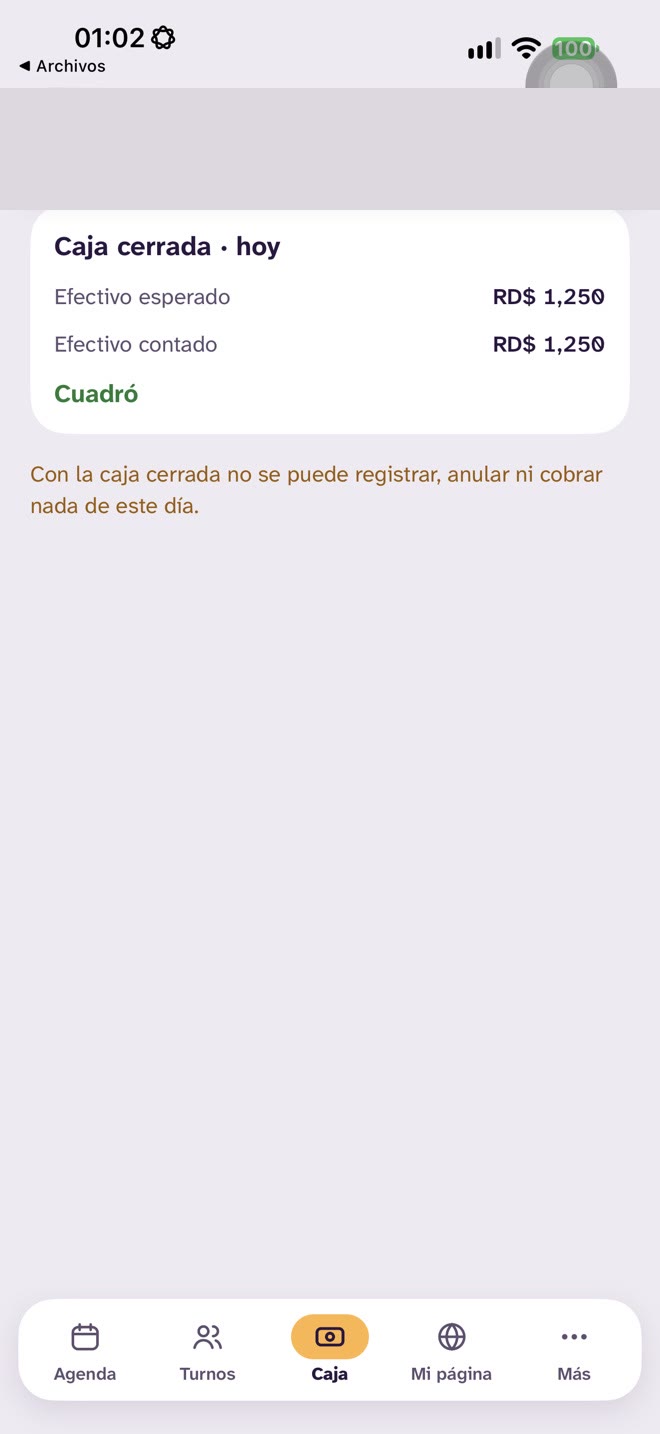 01:02
100
◀ Archivos
Caja cerrada · hoy
Efectivo esperado RD$ 1,250
Efectivo contado RD$ 1,250
Cuadró
Con la caja cerrada no se puede registrar, anular ni cobrar
nada de este día.
Agenda Turnos Caja Mi página Más